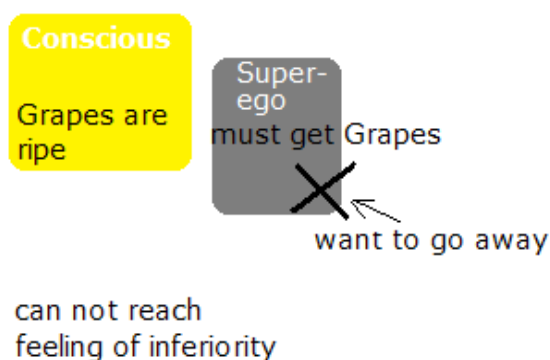 Conscious
Grapes are
ripe
Super-
ego
must get Grapes
want to go away
can not reach
feeling of inferiority